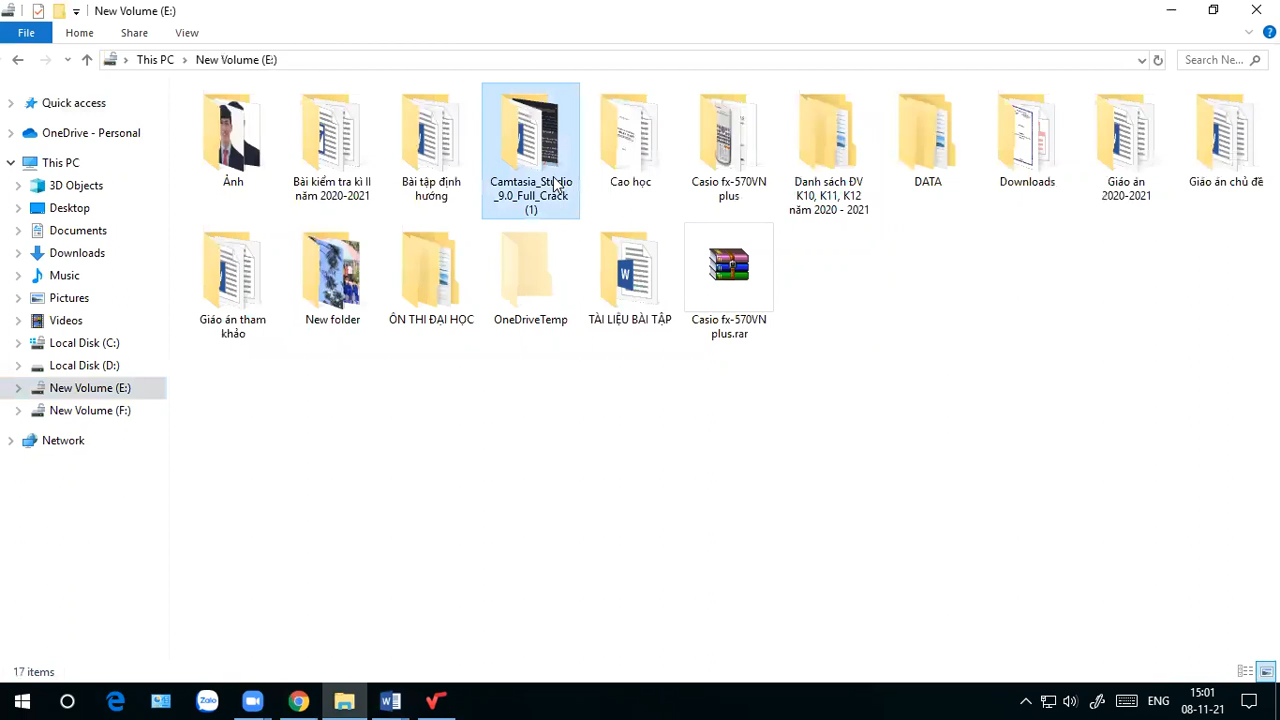 New Volume (E:)
File Home Share View
This PC New Volume (E:) Search Ne...
Quick access
OneDrive - Personal
This PC
3D Objects
Desktop
Documents
Downloads
Music
Pictures
Videos
Local Disk (C:)
Local Disk (D:)
New Volume (E:)
New Volume (F:)
Network
Ảnh
Bài kiểm tra kì II
năm 2020-2021
Bài tập định
hướng
Camtasia_Studio
_9.0_Full_Crack
(1)
Cao học
Casio fx-570VN
plus
Danh sách ĐV
K10, K11, K12
năm 2020 - 2021
DATA
Downloads
Giáo án
2020-2021
Giáo án chủ đề
Giáo án tham
khảo
New folder
ÔN THI ĐẠI HỌC
OneDriveTemp
TÀI LIỆU BÀI TẬP
Casio fx-570VN
plus.rar
17 items
Zalo
ENG
15:01
08-11-21